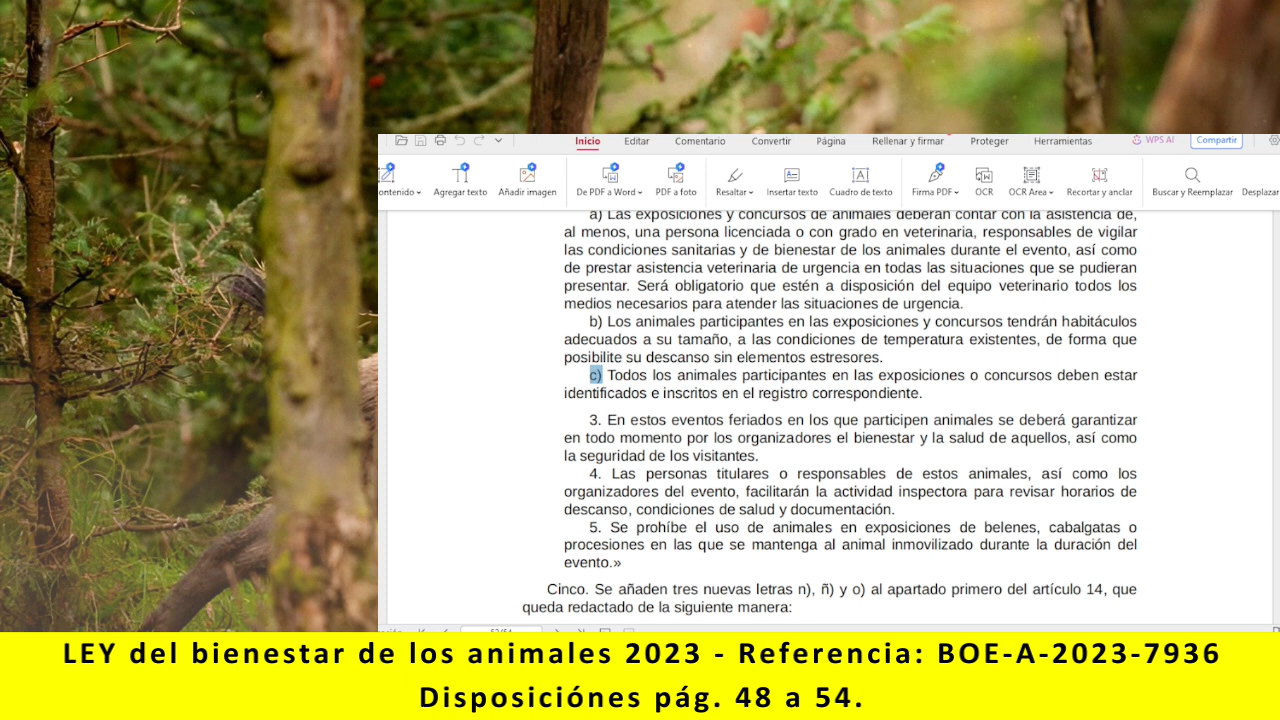 Inicio Editar Comentario Convertir Página Rellenar y firmar Proteger Herramientas WPS AI Compartir
ontenido Agregar texto Añadir imagen De PDF a Word PDF a foto Resaltar Insertar texto Cuadro de texto Firma PDF OCR OCR Area Recortar y anclar Buscar y Reemplazar Desplazar
a) Las exposiciones y concursos de animales deberán contar con la asistencia de,
al menos, una persona licenciada o con grado en veterinaria, responsables de vigilar
las condiciones sanitarias y de bienestar de los animales durante el evento, así como
de prestar asistencia veterinaria de urgencia en todas las situaciones que se pudieran
presentar. Será obligatorio que estén a disposición del equipo veterinario todos los
medios necesarios para atender las situaciones de urgencia.
b) Los animales participantes en las exposiciones y concursos tendrán habitáculos
adecuados a su tamaño, a las condiciones de temperatura existentes, de forma que
posibilite su descanso sin elementos estresores.
c) Todos los animales participantes en las exposiciones o concursos deben estar
identificados e inscritos en el registro correspondiente.
3. En estos eventos feriados en los que participen animales se deberá garantizar
en todo momento por los organizadores el bienestar y la salud de aquellos, así como
la seguridad de los visitantes.
4. Las personas titulares o responsables de estos animales, así como los
organizadores del evento, facilitarán la actividad inspectora para revisar horarios de
descanso, condiciones de salud y documentación.
5. Se prohíbe el uso de animales en exposiciones de belenes, cabalgatas o
procesiones en las que se mantenga al animal inmovilizado durante la duración del
evento.»
Cinco. Se añaden tres nuevas letras n), ñ) y o) al apartado primero del artículo 14, que
queda redactado de la siguiente manera:
LEY del bienestar de los animales 2023 - Referencia: BOE-A-2023-7936
Disposiciónes pág. 48 a 54.